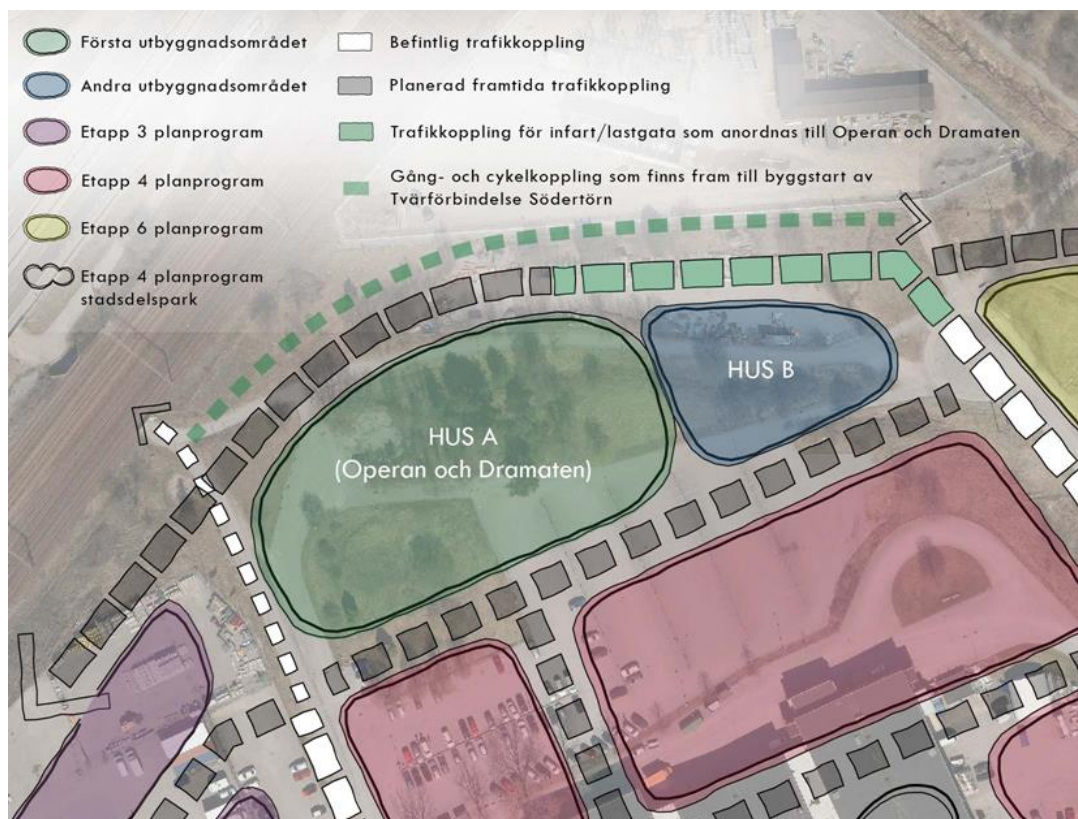 Första utbyggnadsområdet
Andra utbyggnadsområdet
Etapp 3 planprogram
Etapp 4 planprogram
Etapp 6 planprogram
Etapp 4 planprogram
stadsdelspark
Befintlig trafikkoppling
Planerad framtida trafikkoppling
Trafikkoppling för infart/lastgata som anordnas till Operan och Dramaten
Gång- och cykelkoppling som finns fram till byggstart av
Tvärförbindelse Södertörn
HUS A
(Operan och Dramaten)
HUS B